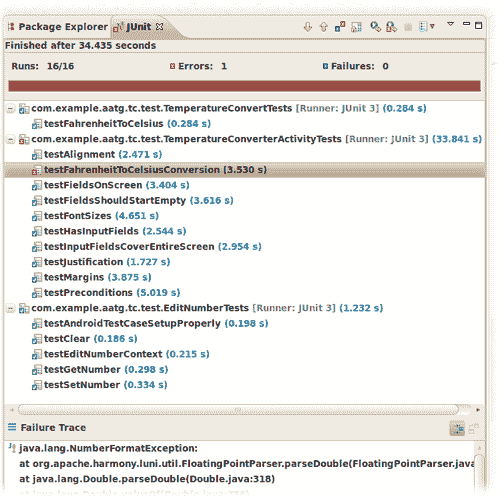 Package Explorer JUnit
Finished after 34.435 seconds
Runs: 16/16 Errors: 1 Failures: 0
com.example.aatg.tc.test.TemperatureConvertTests [Runner: JUnit 3] (0.284 s)
testFahrenheitToCelsius (0.284 s)
com.example.aatg.tc.test.TemperatureConverterActivityTests [Runner: JUnit 3] (33.841 s)
testAlignment (2.471 s)
testFahrenheitToCelsiusConversion (3.530 s)
testFieldsOnScreen (3.404 s)
testFieldsShouldStartEmpty (3.616 s)
testFontSizes (4.651 s)
testHasInputFields (2.544 s)
testInputFieldsCoverEntireScreen (2.954 s)
testJustification (1.727 s)
testMargins (3.875 s)
testPreconditions (5.019 s)
com.example.aatg.tc.test.EditNumberTests [Runner: JUnit 3] (1.232 s)
testAndroidTestCaseSetupProperly (0.198 s)
testClear (0.186 s)
testEditNumberContext (0.215 s)
testGetNumber (0.298 s)
testSetNumber (0.334 s)
Failure Trace
java.lang.NumberFormatException:
at org.apache.harmony.luni.util.FloatingPointParser.parseDouble(FloatingPointParser.java
at java.lang.Double.parseDouble(Double.java:318)